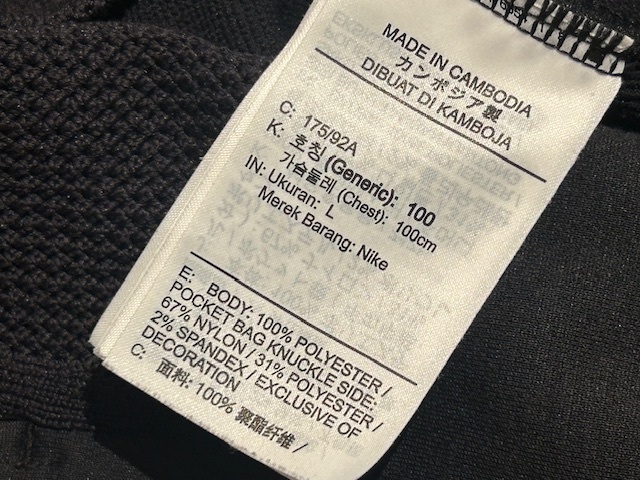 MADE IN CAMBODIA
カンボジア製
DIBUAT DI KAMBOJA
C: 175/92A
K: 호칭 (Generic): 100
가슴둘레 (Chest): 100cm
IN: Ukuran: L
Merek Barang: Nike
E: BODY: 100% POLYESTER /
POCKET BAG KNUCKLE SIDE:
67% NYLON / 31% POLYESTER /
2% SPANDEX / EXCLUSIVE OF
DECORATION
C: 面料: 100% 聚酯纤维 /